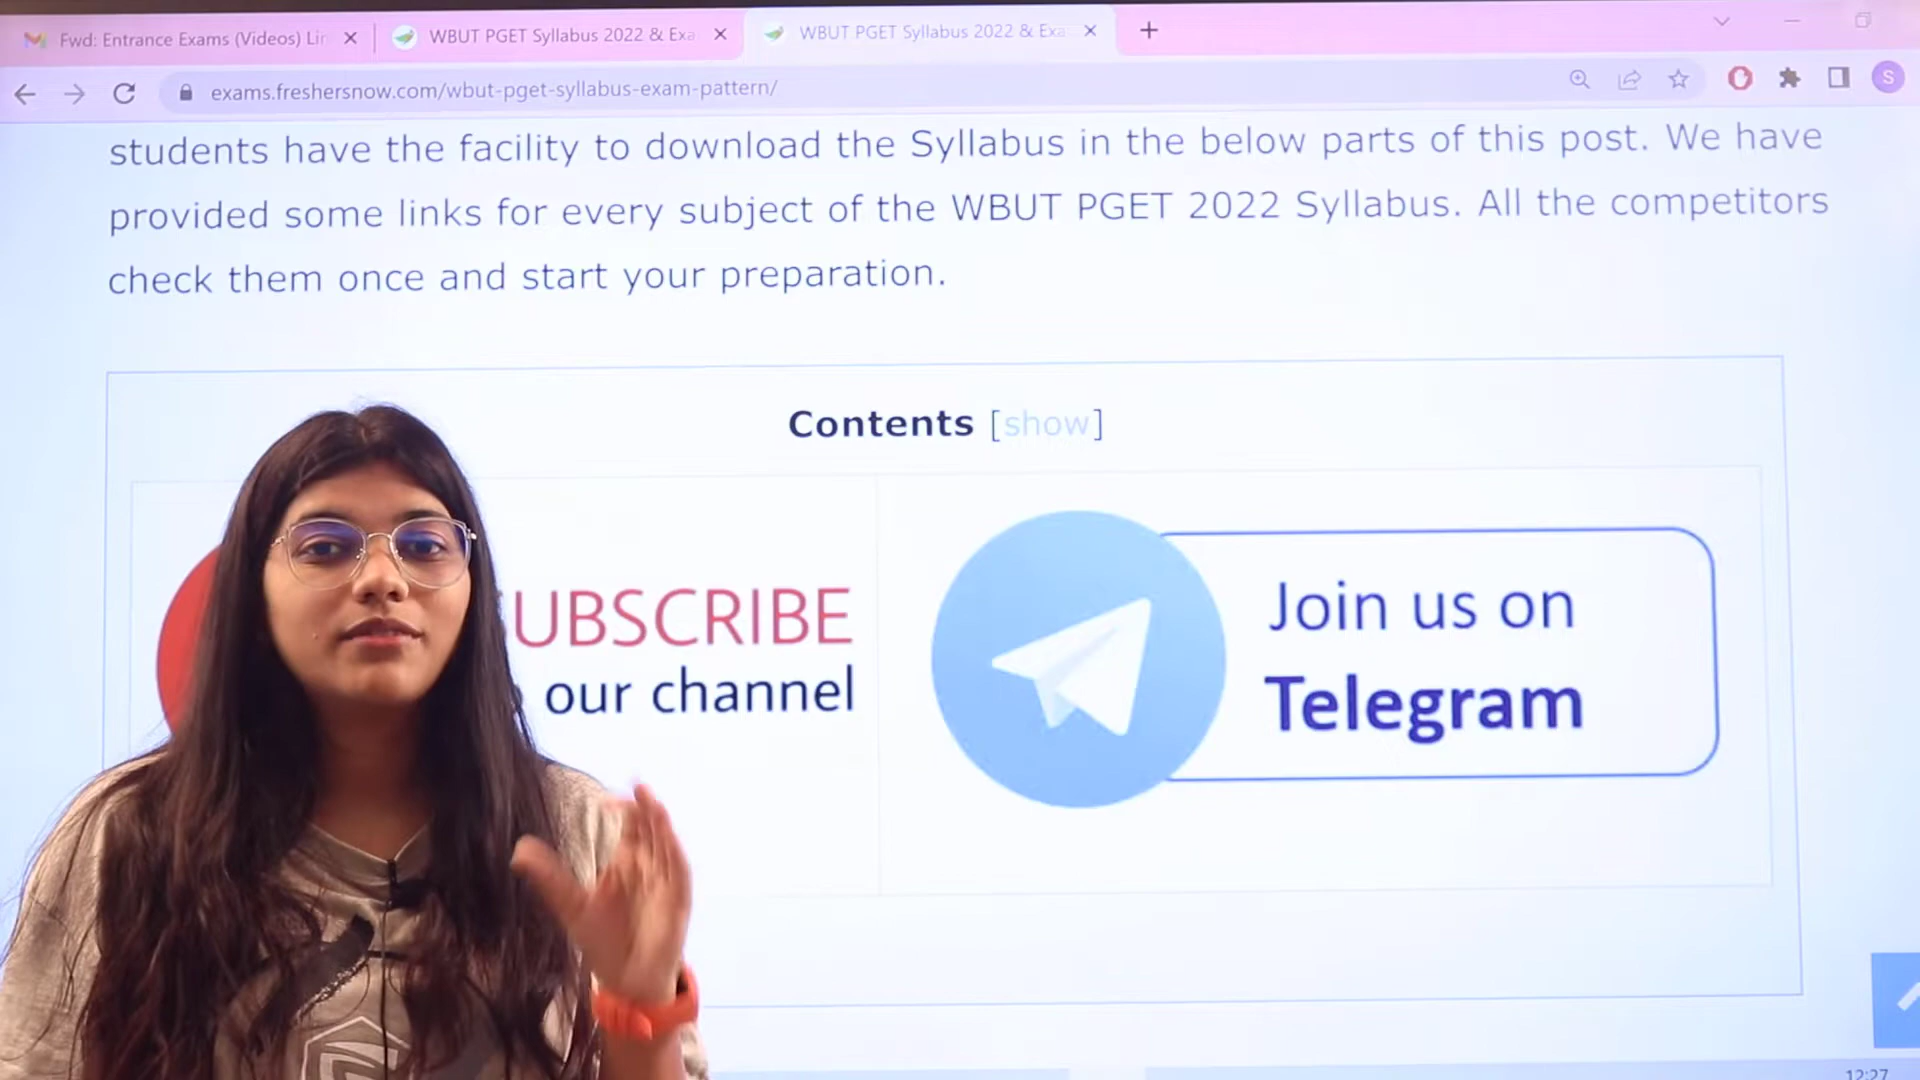 Fwd: Entrance Exams (Videos) Lin
WBUT PGET Syllabus 2022 & Exa
WBUT PGET Syllabus 2022 & Exa
exams.freshersnow.com/wbut-pget-syllabus-exam-pattern/
S
students have the facility to download the Syllabus in the below parts of this post. We have
provided some links for every subject of the WBUT PGET 2022 Syllabus. All the competitors
check them once and start your preparation.
Contents [show]
UBSCRIBE
our channel
Join us on
Telegram
12:27